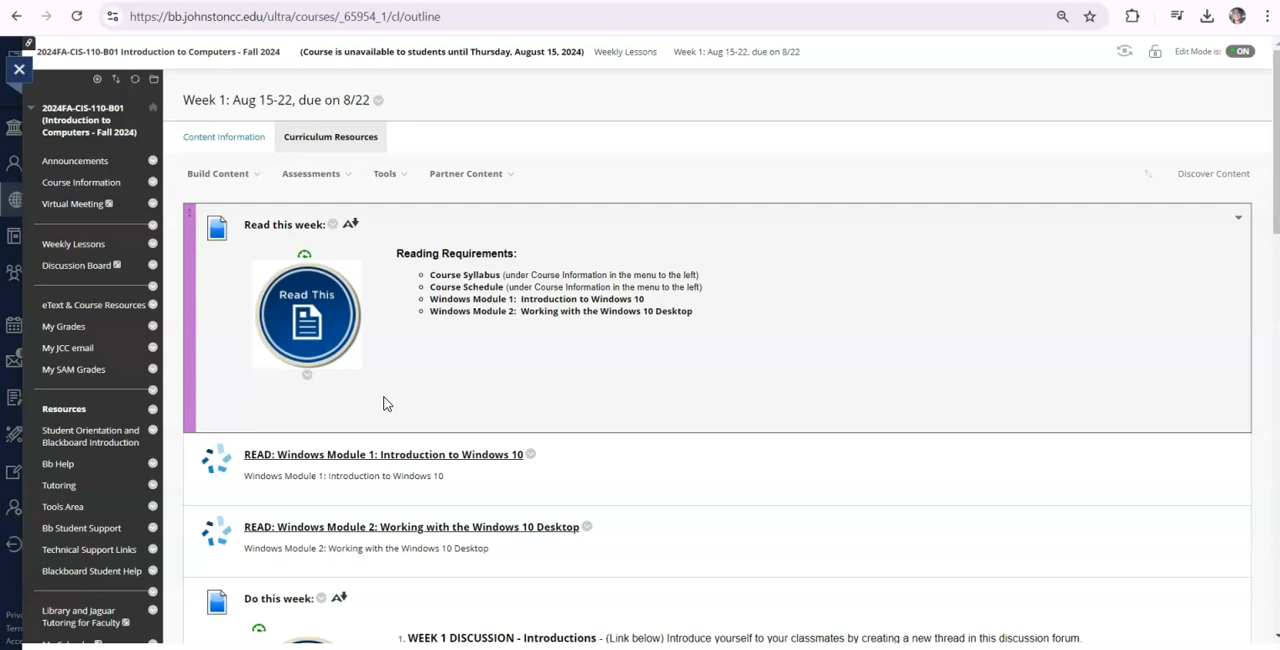 https://bb.johnstoncc.edu/ultra/courses/_65954_1/cl/outline
2024FA-CIS-110-B01 Introduction to Computers - Fall 2024 (Course is unavailable to students until Thursday, August 15, 2024) Weekly Lessons Week 1: Aug 15-22, due on 8/22 Edit Mode is: ON
2024FA-CIS-110-B01
(Introduction to
Computers - Fall 2024)
Announcements
Course Information
Virtual Meeting
Weekly Lessons
Discussion Board
eText & Course Resources
My Grades
My JCC email
My SAM Grades
Resources
Student Orientation and
Blackboard Introduction
Bb Help
Tutoring
Tools Area
Bb Student Support
Technical Support Links
Blackboard Student Help
Library and Jaguar
Tutoring for Faculty
Week 1: Aug 15-22, due on 8/22
Content Information Curriculum Resources
Build Content Assessments Tools Partner Content Discover Content
Read this week:
Read This
Reading Requirements:
Course Syllabus (under Course Information in the menu to the left)
Course Schedule (under Course Information in the menu to the left)
Windows Module 1: Introduction to Windows 10
Windows Module 2: Working with the Windows 10 Desktop
READ: Windows Module 1: Introduction to Windows 10
Windows Module 1: Introduction to Windows 10
READ: Windows Module 2: Working with the Windows 10 Desktop
Windows Module 2: Working with the Windows 10 Desktop
Do this week:
1. WEEK 1 DISCUSSION - Introductions - (Link below) Introduce yourself to your classmates by creating a new thread in this discussion forum.